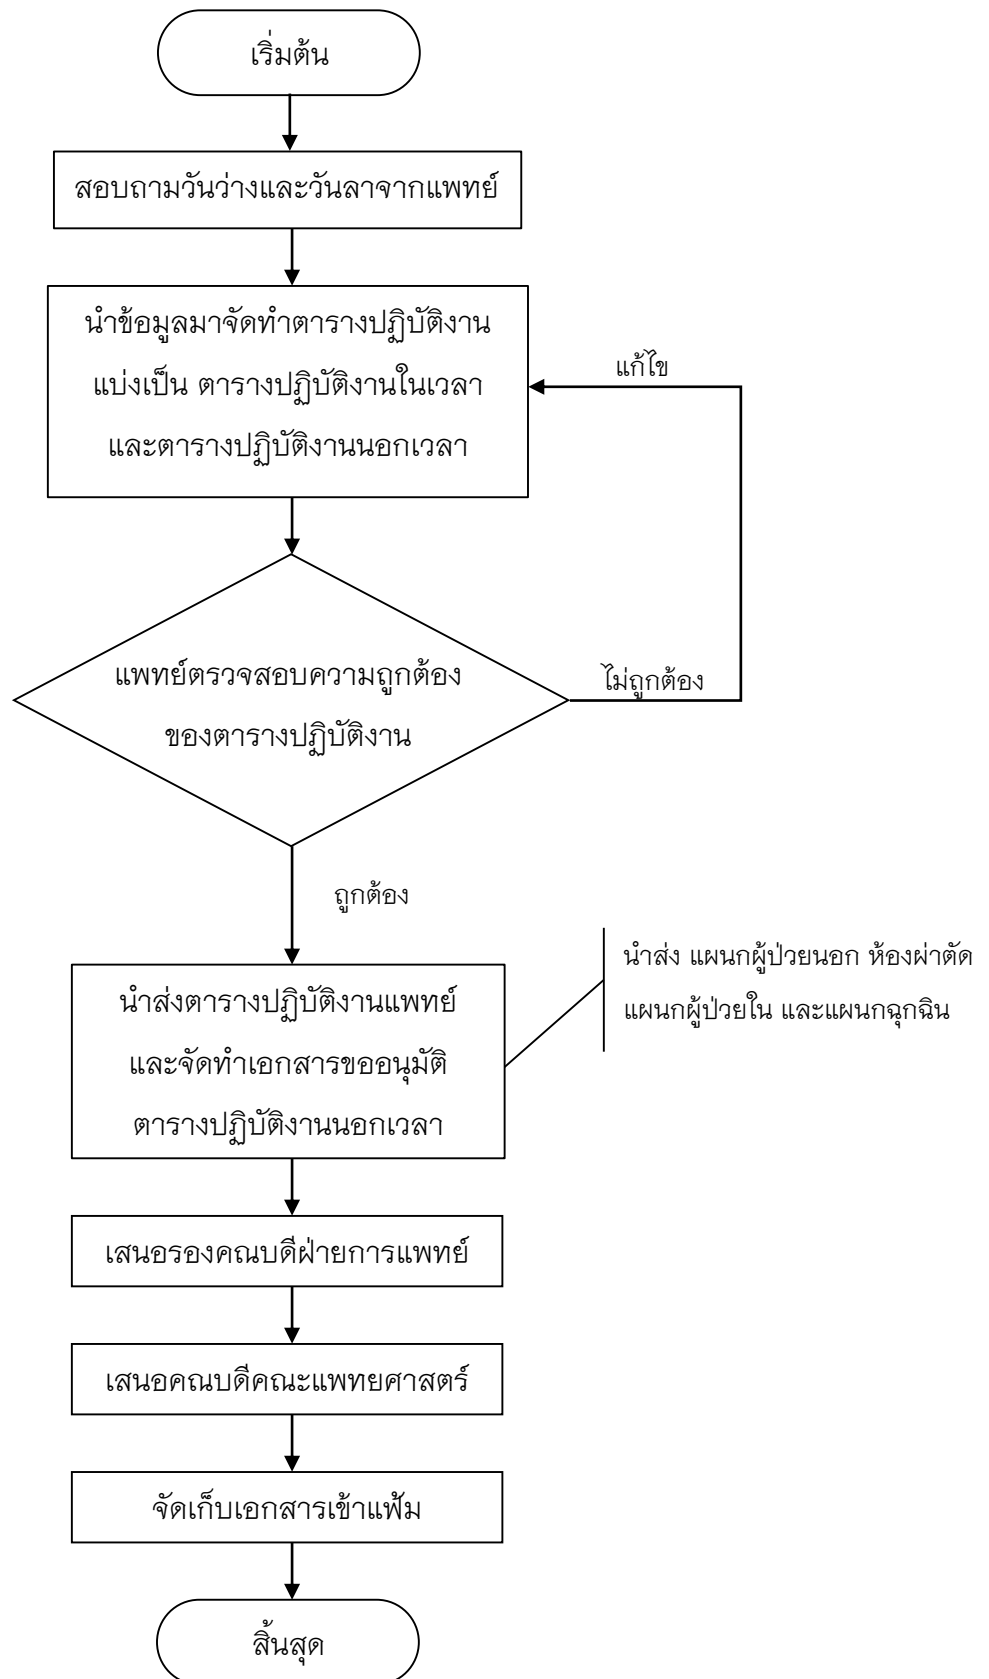 เริ่มต้น
สอบถามวันว่างและวันลาจากแพทย์
นำข้อมูลมาจัดทำตารางปฏิบัติงาน
แบ่งเป็น ตารางปฏิบัติงานในเวลา
และตารางปฏิบัติงานนอกเวลา
แก้ไข
แพทย์ตรวจสอบความถูกต้อง
ของตารางปฏิบัติงาน
ไม่ถูกต้อง
ถูกต้อง
นำส่งตารางปฏิบัติงานแพทย์
และจัดทำเอกสารขออนุมัติ
ตารางปฏิบัติงานนอกเวลา
นำส่ง แผนกผู้ป่วยนอก ห้องผ่าตัด
แผนกผู้ป่วยใน และแผนกฉุกฉิน
เสนอรองคณบดีฝ่ายการแพทย์
เสนอคณบดีคณะแพทยศาสตร์
จัดเก็บเอกสารเข้าแฟ้ม
สิ้นสุด